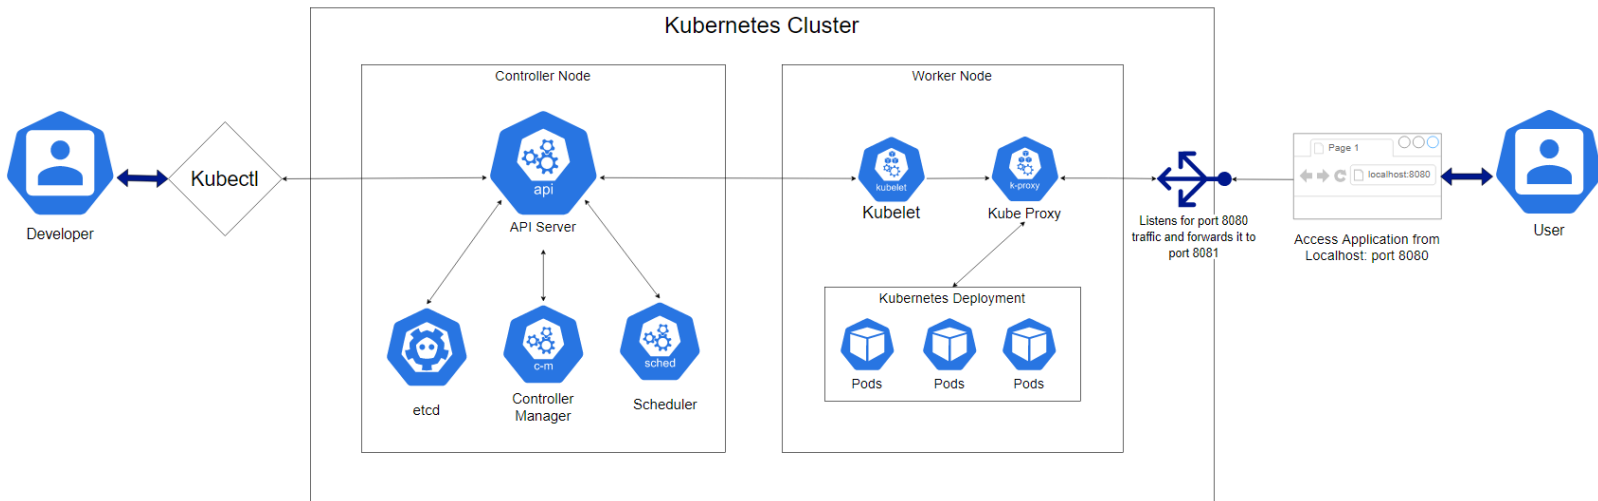 Kubernetes Cluster
Controller Node
Worker Node
Developer
Kubectl
api
API Server
etcd
c-m
Controller
Manager
sched
Scheduler
kubelet
Kubelet
k-proxy
Kube Proxy
Kubernetes Deployment
Pods
Pods
Pods
Listens for port 8080
traffic and forwards it to
port 8081
Page 1
localhost:8080
Access Application from
Localhost: port 8080
User